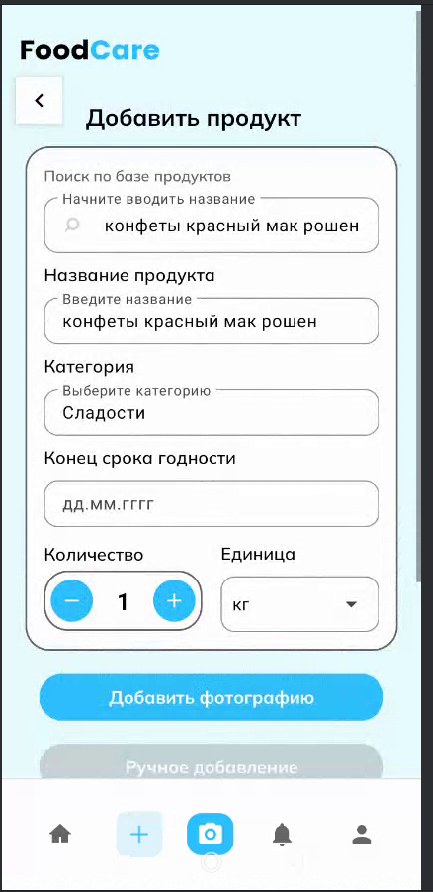 FoodCare
Добавить продукт
Поиск по базе продуктов
Начните вводить название
конфеты красный мак рошен
Название продукта
Введите название
конфеты красный мак рошен
Категория
Выберите категорию
Сладости
Конец срока годности
дд.мм.гггг
Количество
Единица
1
кг
Добавить фотографию
Ручное добавление